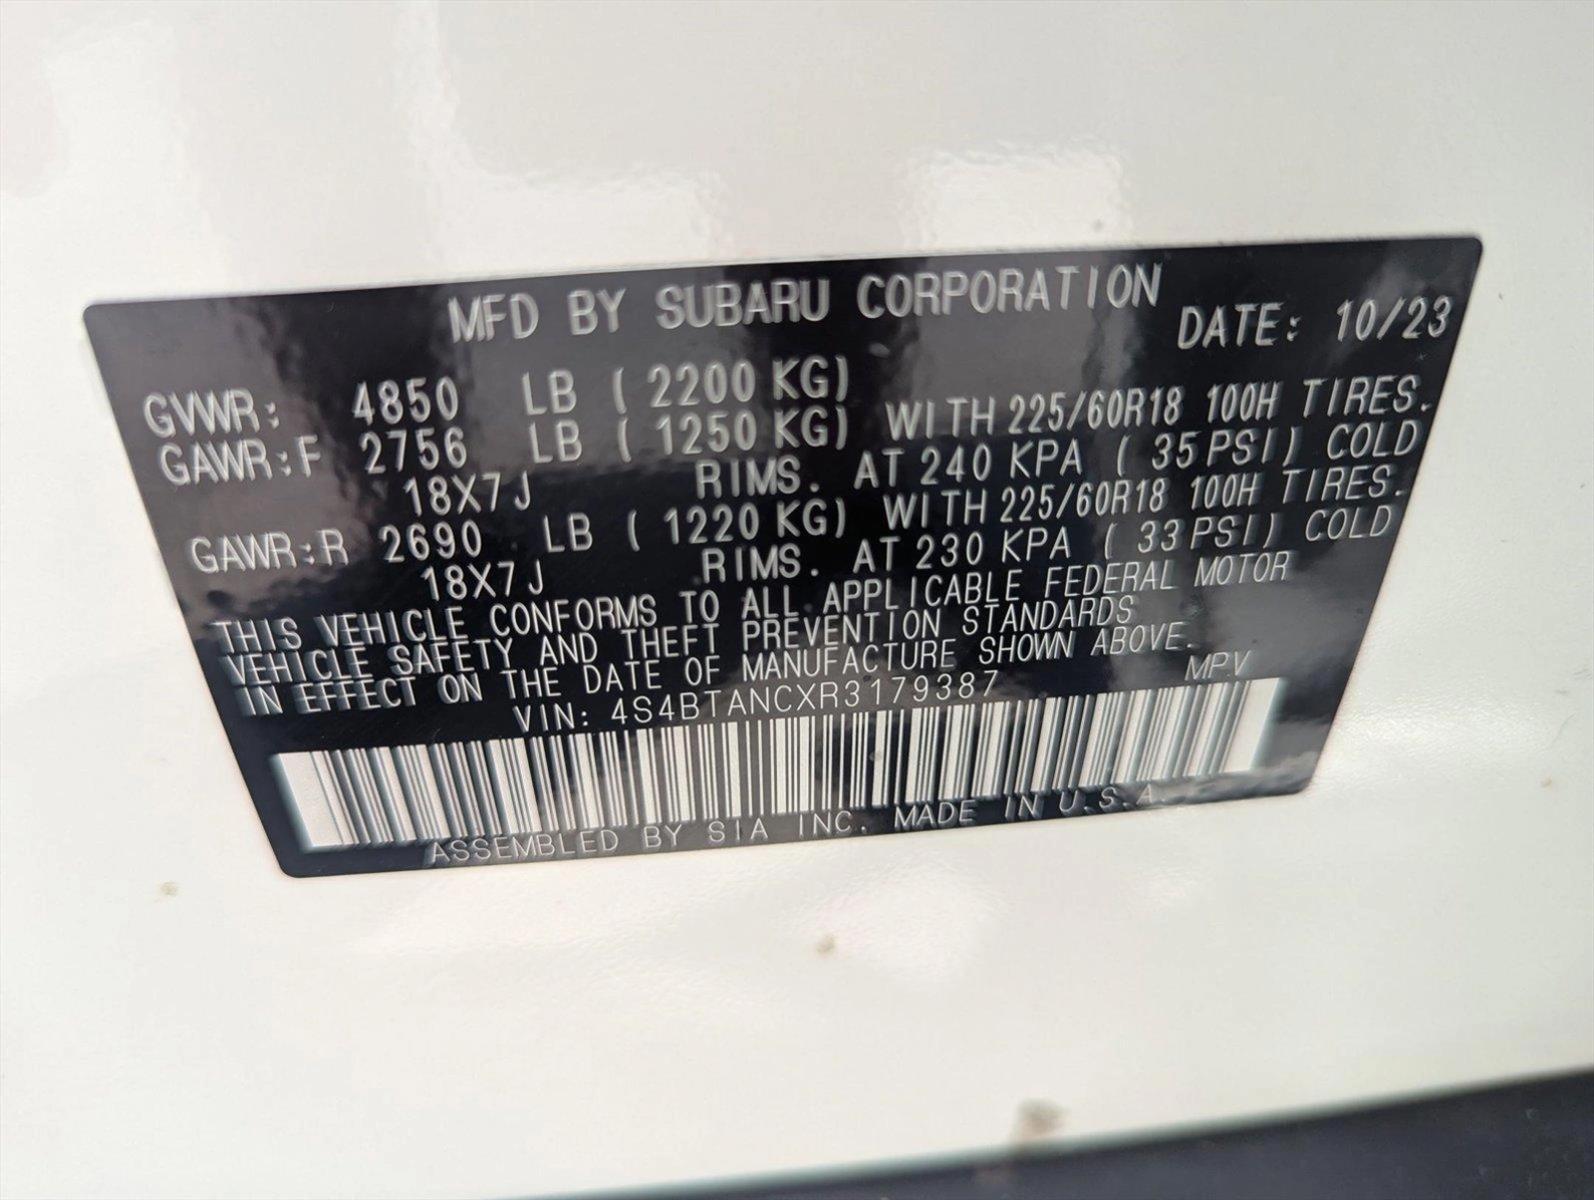 MFD BY SUBARU CORPORATION DATE: 10/23
GVWR: 4850 LB ( 2200 KG)
GAWR:F 2756 LB ( 1250 KG) WITH 225/60R18 100H TIRES.
18X7J RIMS. AT 240 KPA ( 35 PSI) COLD
GAWR:R 2690 LB ( 1220 KG) WITH 225/60R18 100H TIRES.
18X7J RIMS. AT 230 KPA ( 33 PSI) COLD
THIS VEHICLE CONFORMS TO ALL APPLICABLE FEDERAL MOTOR
VEHICLE SAFETY AND THEFT PREVENTION STANDARDS
IN EFFECT ON THE DATE OF MANUFACTURE SHOWN ABOVE.
VIN: 4S4BTANCXR3179387 MPV
ASSEMBLED BY SIA INC. MADE IN U.S.A.